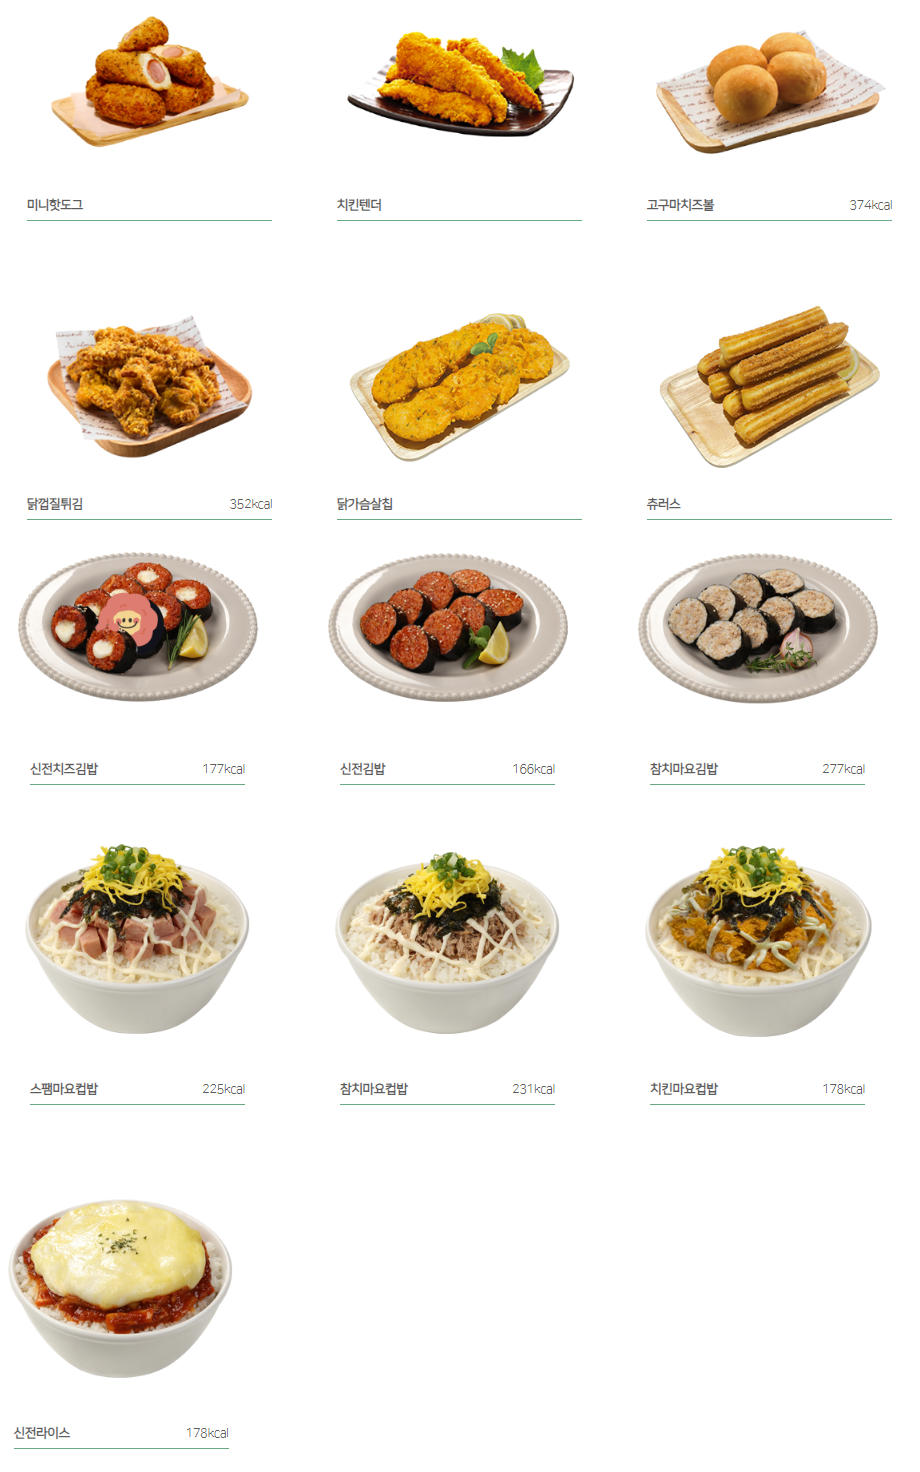 미니핫도그
치킨텐더
고구마치즈볼 374kcal
닭껍질튀김 352kcal
닭가슴살칩
츄러스
신전치즈김밥 177kcal
신전김밥 166kcal
참치마요김밥 277kcal
스팸마요컵밥 225kcal
참치마요컵밥 231kcal
치킨마요컵밥 178kcal
신전라이스 178kcal